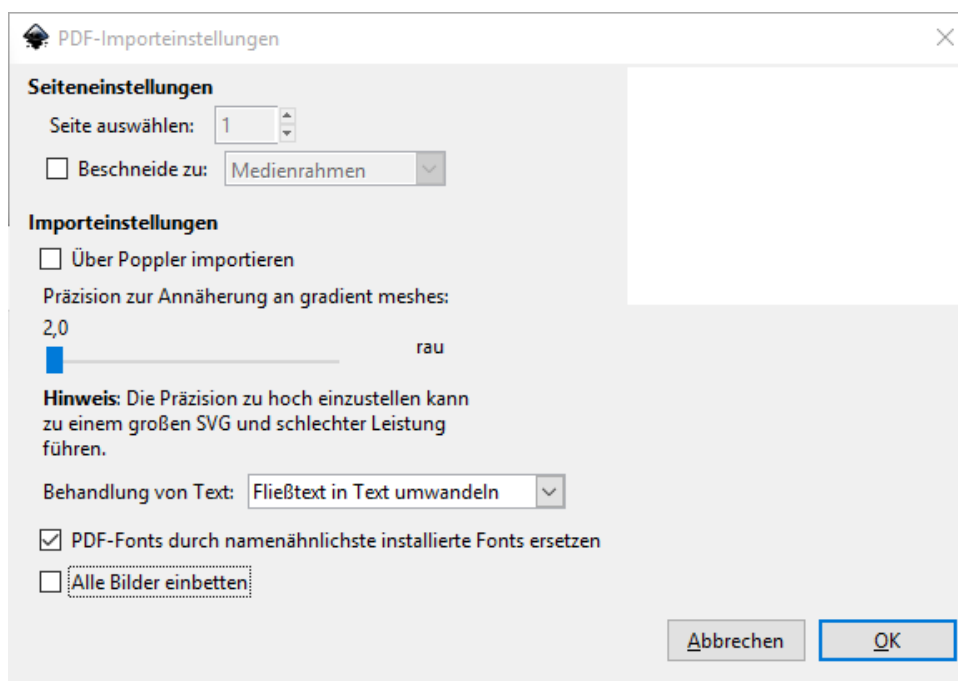 PDF-Importeinstellungen
Seiteneinstellungen
Seite auswählen: 1
Beschneide zu: Medienrahmen
Importeinstellungen
Über Poppler importieren
Präzision zur Annäherung an gradient meshes:
2,0
rau
Hinweis: Die Präzision zu hoch einzustellen kann
zu einem großen SVG und schlechter Leistung
führen.
Behandlung von Text: Fließtext in Text umwandeln
PDF-Fonts durch namenähnlichste installierte Fonts ersetzen
Alle Bilder einbetten
Abbrechen OK